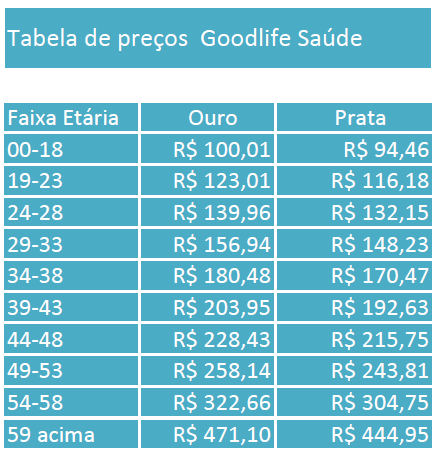 Tabela de preços  Goodlife Saúde
Faixa Etária Ouro Prata
00-18 R$ 100,01 R$ 94,46
19-23 R$ 123,01 R$ 116,18
24-28 R$ 139,96 R$ 132,15
29-33 R$ 156,94 R$ 148,23
34-38 R$ 180,48 R$ 170,47
39-43 R$ 203,95 R$ 192,63
44-48 R$ 228,43 R$ 215,75
49-53 R$ 258,14 R$ 243,81
54-58 R$ 322,66 R$ 304,75
59 acima R$ 471,10 R$ 444,95